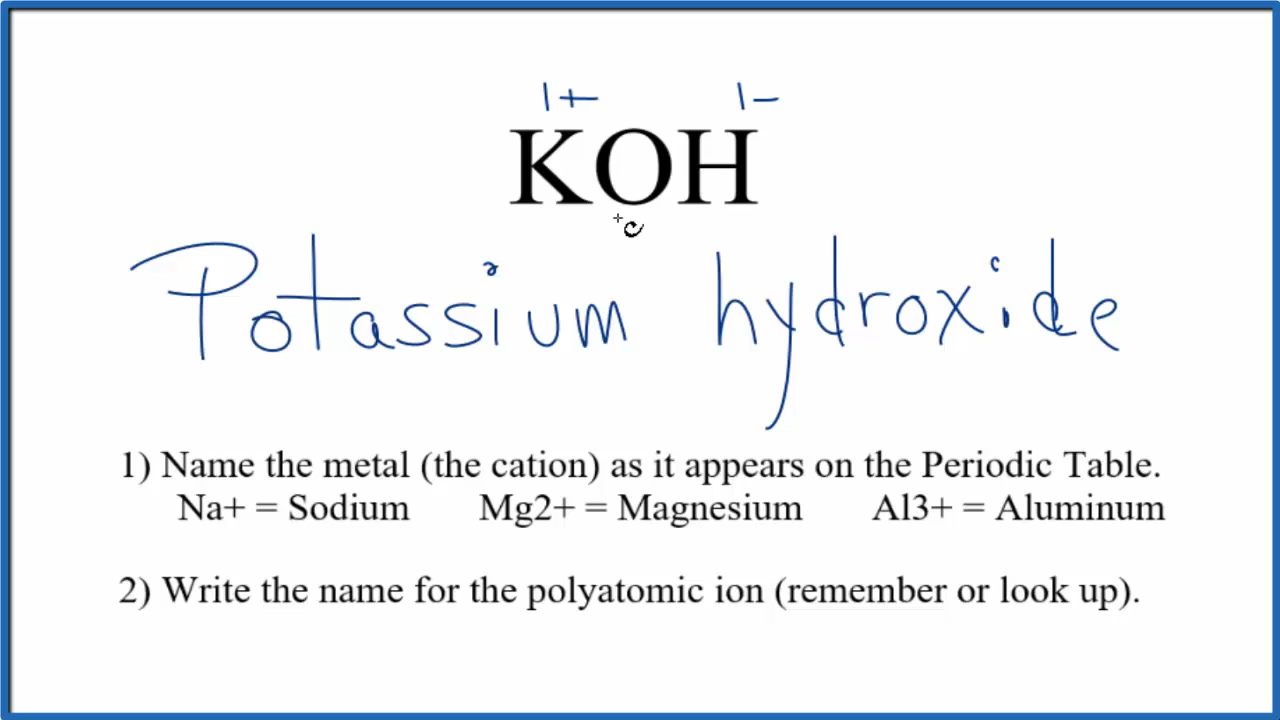 1+ 1-
KOH
Potassium hydroxide
1) Name the metal (the cation) as it appears on the Periodic Table.
Na+ = Sodium Mg2+ = Magnesium Al3+ = Aluminum
2) Write the name for the polyatomic ion (remember or look up).